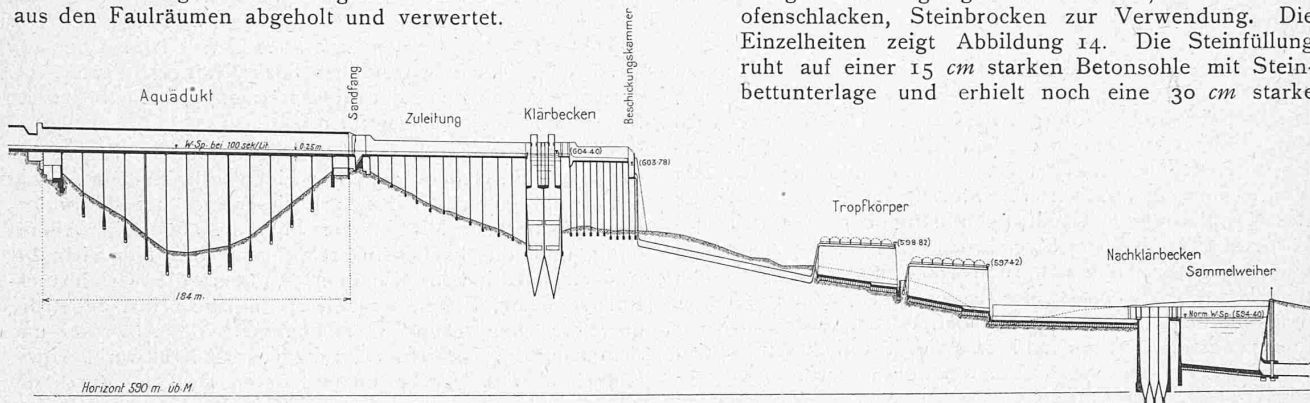 aus den Faulräumen abgeholt und verwertet.
ofenschlacken, Steinbrocken zur Verwendung. Die
Einzelheiten zeigt Abbildung 14. Die Steinfüllung
ruht auf einer 15 cm starken Betonsohle mit Stein-
bettunterlage und erhielt noch eine 30 cm starke
Aquädukt
Sandfang
Zuleitung
Klärbecken
Beschickungskammer
W.Sp. bei 100 sek/Lit. 0.25 m
(604.40)
(603.78)
Tropfkörper
(598.82)
(597.42)
Nachklärbecken
Sammelweiher
Norm. W.Sp. (594.40)
184 m
Horizont 590 m üb. M.